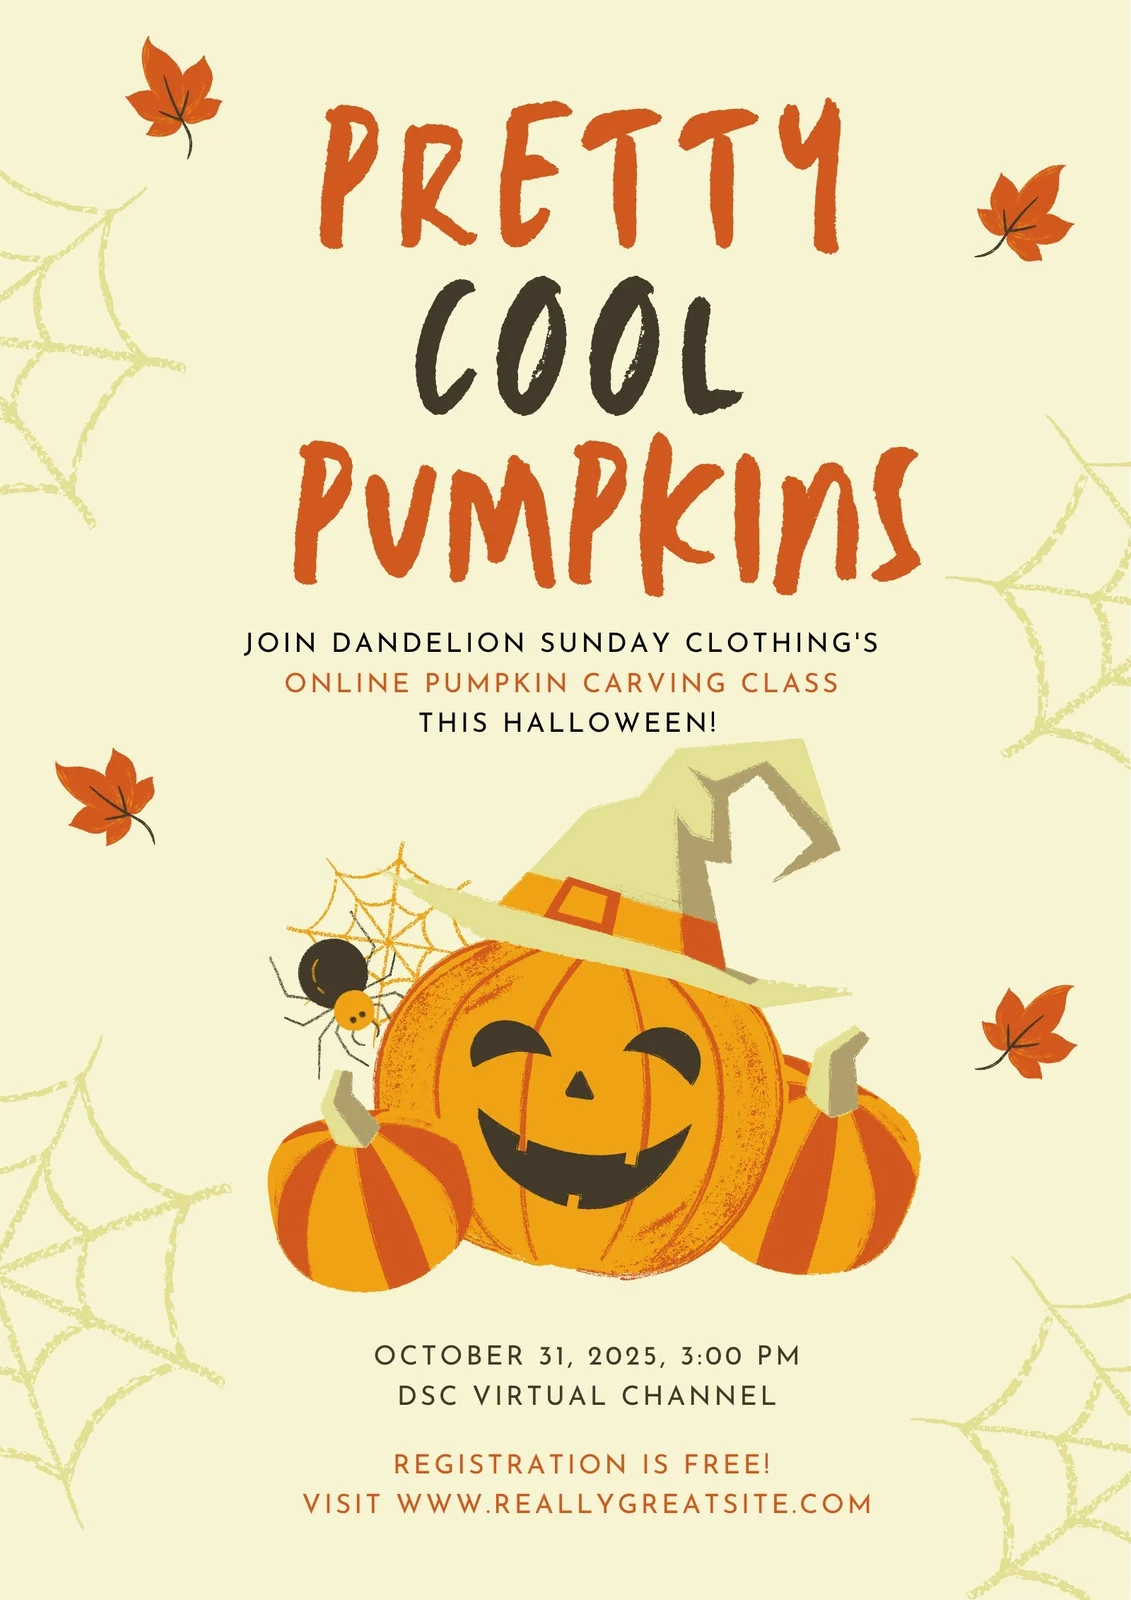 PRETTY
COOL
PUMPKINS
JOIN DANDELION SUNDAY CLOTHING'S
ONLINE PUMPKIN CARVING CLASS
THIS HALLOWEEN!
OCTOBER 31, 2025, 3:00 PM
DSC VIRTUAL CHANNEL
REGISTRATION IS FREE!
VISIT WWW.REALLYGREATSITE.COM